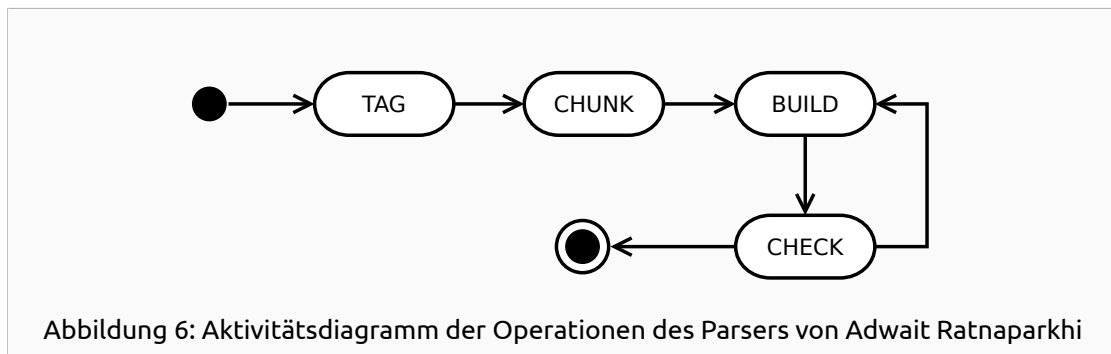 TAG
CHUNK
BUILD
CHECK
Abbildung 6: Aktivitätsdiagramm der Operationen des Parsers von Adwait Ratnaparkhi